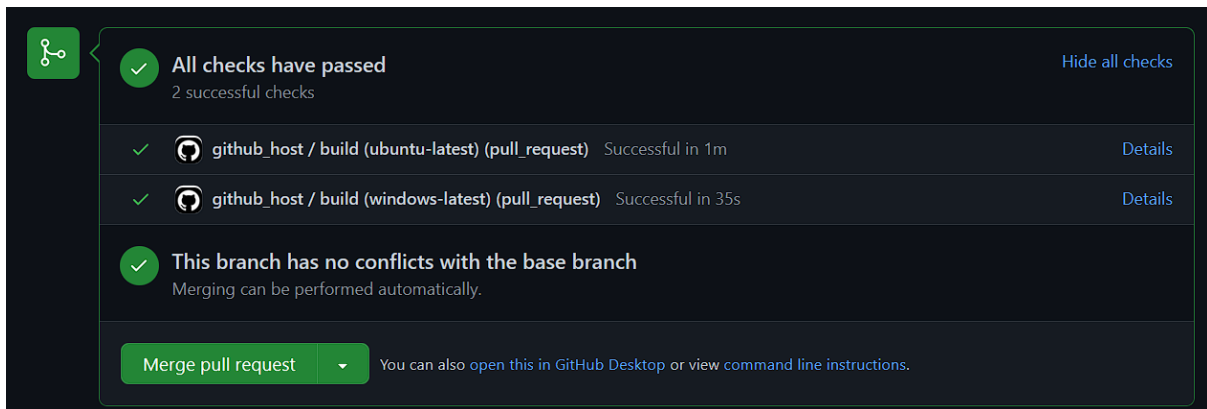 All checks have passed
Hide all checks
2 successful checks
github_host / build (ubuntu-latest) (pull_request) Successful in 1m
Details
github_host / build (windows-latest) (pull_request) Successful in 35s
Details
This branch has no conflicts with the base branch
Merging can be performed automatically.
Merge pull request
You can also open this in GitHub Desktop or view command line instructions.